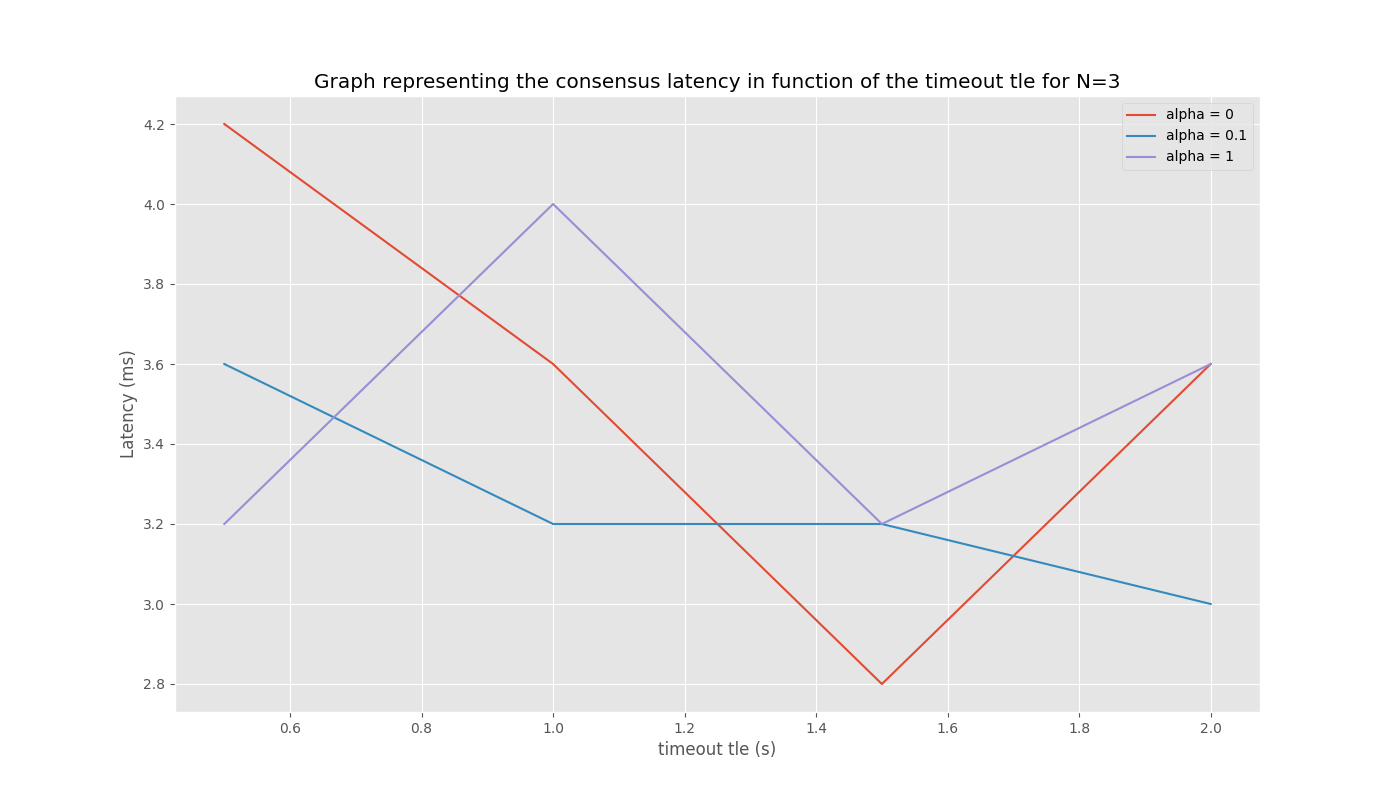 Graph representing the consensus latency in function of the timeout tle for N=3
alpha = 0
alpha = 0.1
alpha = 1
Latency (ms)
4.2
4.0
3.8
3.6
3.4
3.2
3.0
2.8
0.6 0.8 1.0 1.2 1.4 1.6 1.8 2.0
timeout tle (s)